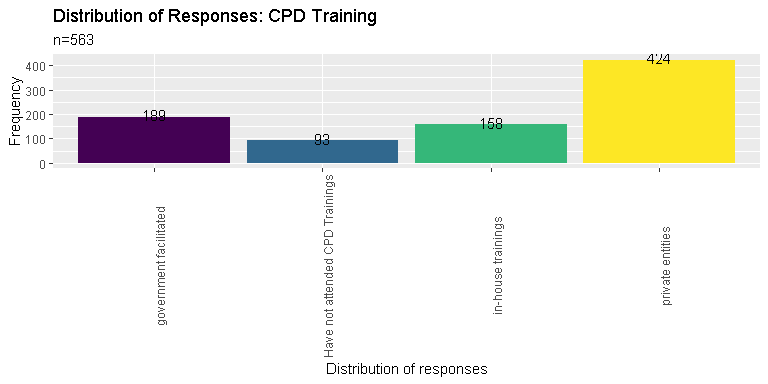 Distribution of Responses: CPD Training
n=563
Frequency
400
300
200
100
0
189
93
158
424
government facilitated
Have not attended CPD Trainings
in-house trainings
private entities
Distribution of responses